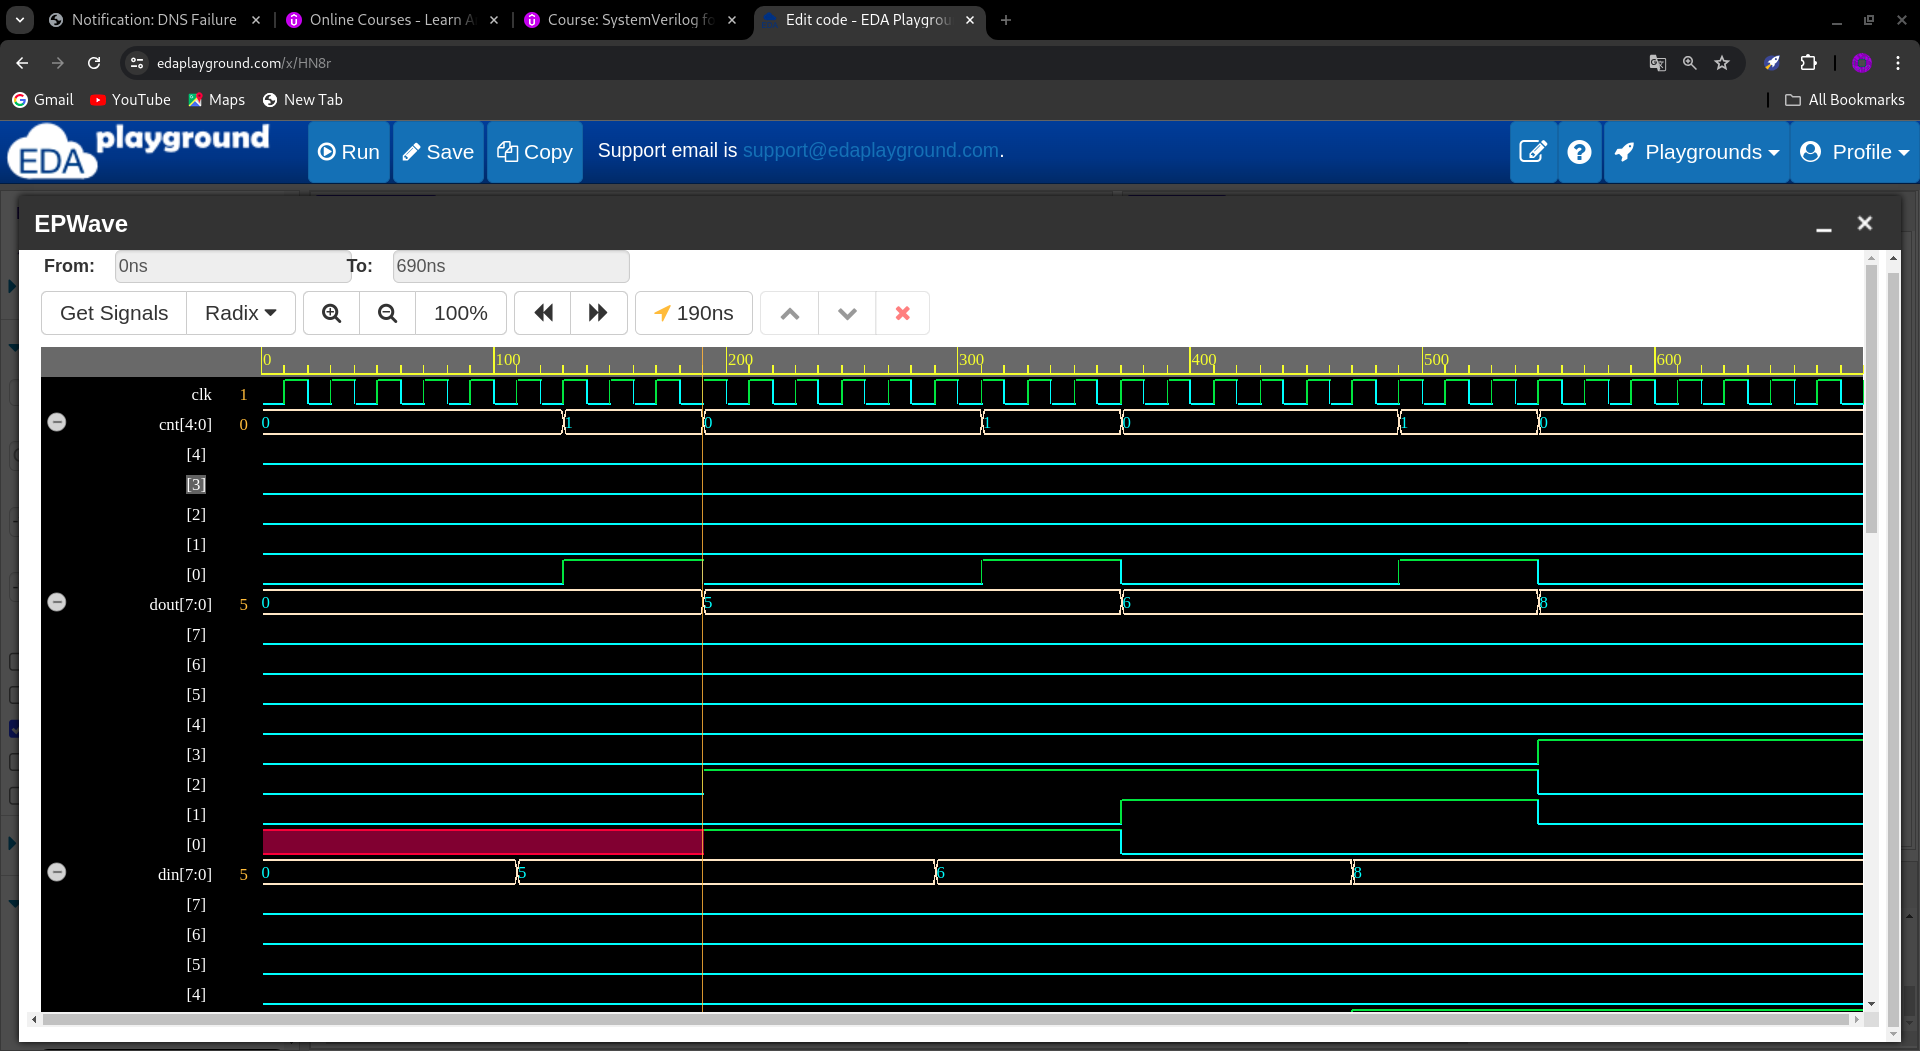 Notification: DNS Failure
Online Courses - Learn A
Course: SystemVerilog fo
Edit code - EDA Playgrou
edaplayground.com/x/HN8r
Gmail YouTube Maps New Tab All Bookmarks
EDA playground Run Save Copy Support email is support@edaplayground.com. Playgrounds Profile
EPWave
From: 0ns To: 690ns
Get Signals Radix 100% 190ns
0 100 200 300 400 500 600
clk 1
cnt[4:0] 0 0 1 0 1 0 1 0
[4]
[3]
[2]
[1]
[0]
dout[7:0] 5 0 5 6 8
[7]
[6]
[5]
[4]
[3]
[2]
[1]
[0]
din[7:0] 5 0 5 6 8
[7]
[6]
[5]
[4]